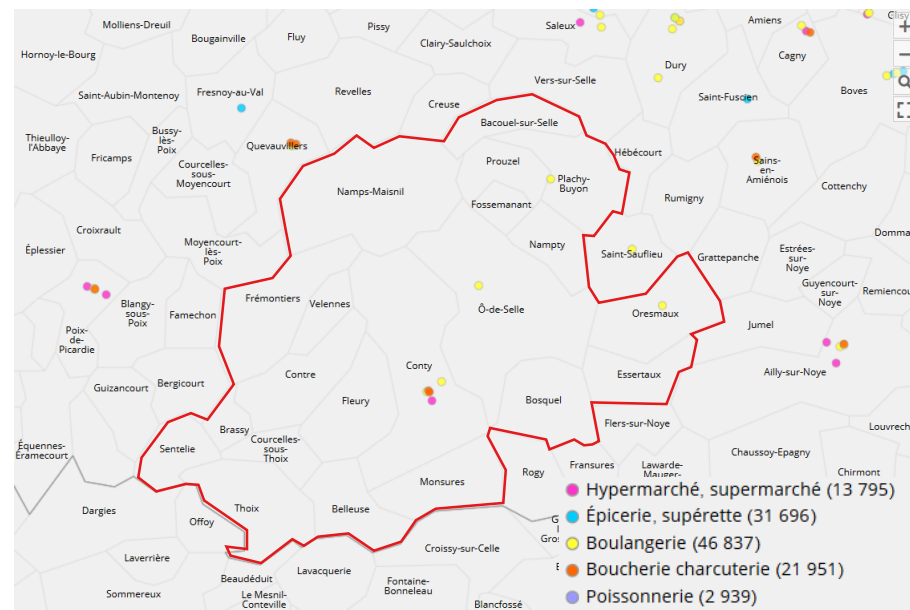 Molliens-Dreuil
Pissy
Saleux
Amiens
Glisy
Bougainville
Fluy
Clairy-Saulchoix
Hornoy-le-Bourg
Cagny
Dury
Vers-sur-Selle
Saint-Aubin-Montenoy
Fresnoy-au-Val
Revelles
Boves
Saint-Fuscien
Creuse
Bacouel-sur-Selle
Thieulloy-
l'Abbaye
Bussy-
lès-
Poix
Quevauvillers
Hébécourt
Fricamps
Prouzel
Sains-
en-
Amiénois
Courcelles-
sous-
Moyencourt
Namps-Maisnil
Plachy-
Buyon
Cottenchy
Rumigny
Fossemanant
Croixrault
Domma
Éplessier
Moyencourt-
lès-
Poix
Nampty
Saint-Sauflieu
Grattepanche
Estrées-
sur-
Noye
Guyencourt-
sur-
Noye
Remiencou
Frémontiers
Velennes
Blangy-
sous-
Poix
Famechon
Ô-de-Selle
Oresmaux
Jumel
Poix-
de-
Picardie
Conty
Contre
Essertaux
Ailly-sur-Noye
Guizancourt
Bergicourt
Fleury
Bosquel
Flers-sur-Noye
Louvrech
Brassy
Équennes-
Éramecourt
Sentelie
Courcelles-
sous-
Thoix
Chaussoy-Epagny
Rogy
Fransures
Lawarde-
Mauger-
Chirmont
Monsures
Dargies
Offoy
Thoix
Belleuse
Croissy-sur-Celle
Laverrière
Beaudéduit
Lavacquerie
Sommereux
Le Mesnil-
Conteville
Fontaine-
Bonneleau
Blancfossé
Hypermarché, supermarché (13 795)
Épicerie, supérette (31 696)
Boulangerie (46 837)
Boucherie charcuterie (21 951)
Poissonnerie (2 939)